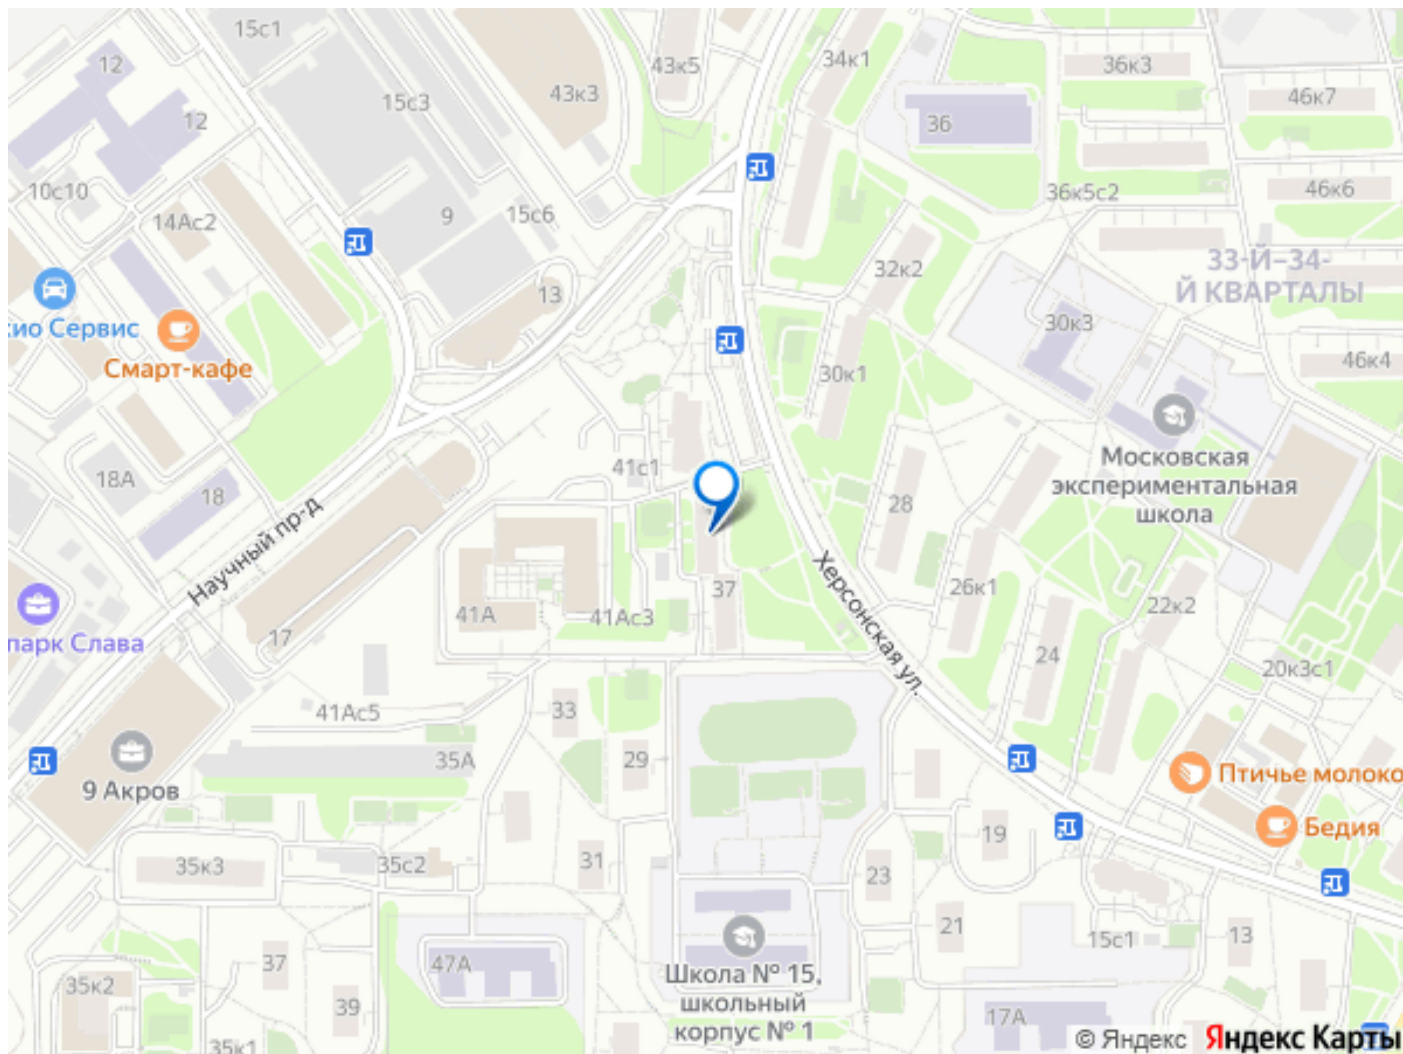 15с1
12
43к5
34к1
36к3
15с3
43к3
46к7
12
36
10с10
36к5с2
46к6
14Ас2
9
15с6
33-Й–34-
Й КВАРТАЛЫ
32к2
13
кио Сервис
Смарт-кафе
30к3
30к1
46к4
41с1
18А
18
Московская
экспериментальная
школа
28
Научный пр-д
Херсонская ул.
37
26к1
22к2
41А
41Ас3
парк Слава
17
24
20к3с1
41Ас5
33
29
35А
9 Акров
Птичье молоко
Бедия
19
35к3
35с2
31
23
21
15с1
13
37
47А
Школа № 15,
школьный
корпус № 1
35к2
39
17А
35к1
© Яндекс Яндекс Карты